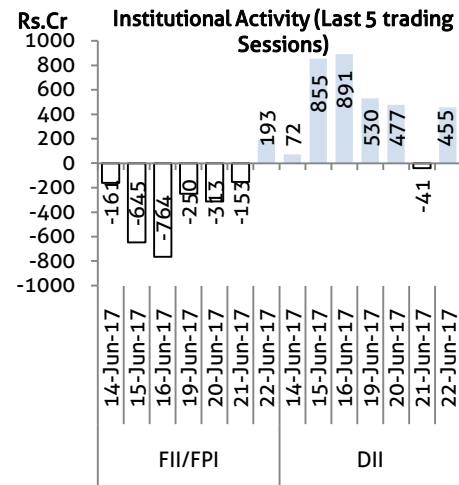 Rs.Cr
Institutional Activity (Last 5 trading
Sessions)
1000
800
600
400
200
0
-200
-400
-600
-800
-1000
-161
-645
-764
-250
-313
-153
193
72
855
891
530
477
-41
455
14-Jun-17
15-Jun-17
16-Jun-17
19-Jun-17
20-Jun-17
21-Jun-17
22-Jun-17
14-Jun-17
15-Jun-17
16-Jun-17
19-Jun-17
20-Jun-17
21-Jun-17
22-Jun-17
FII/FPI
DII